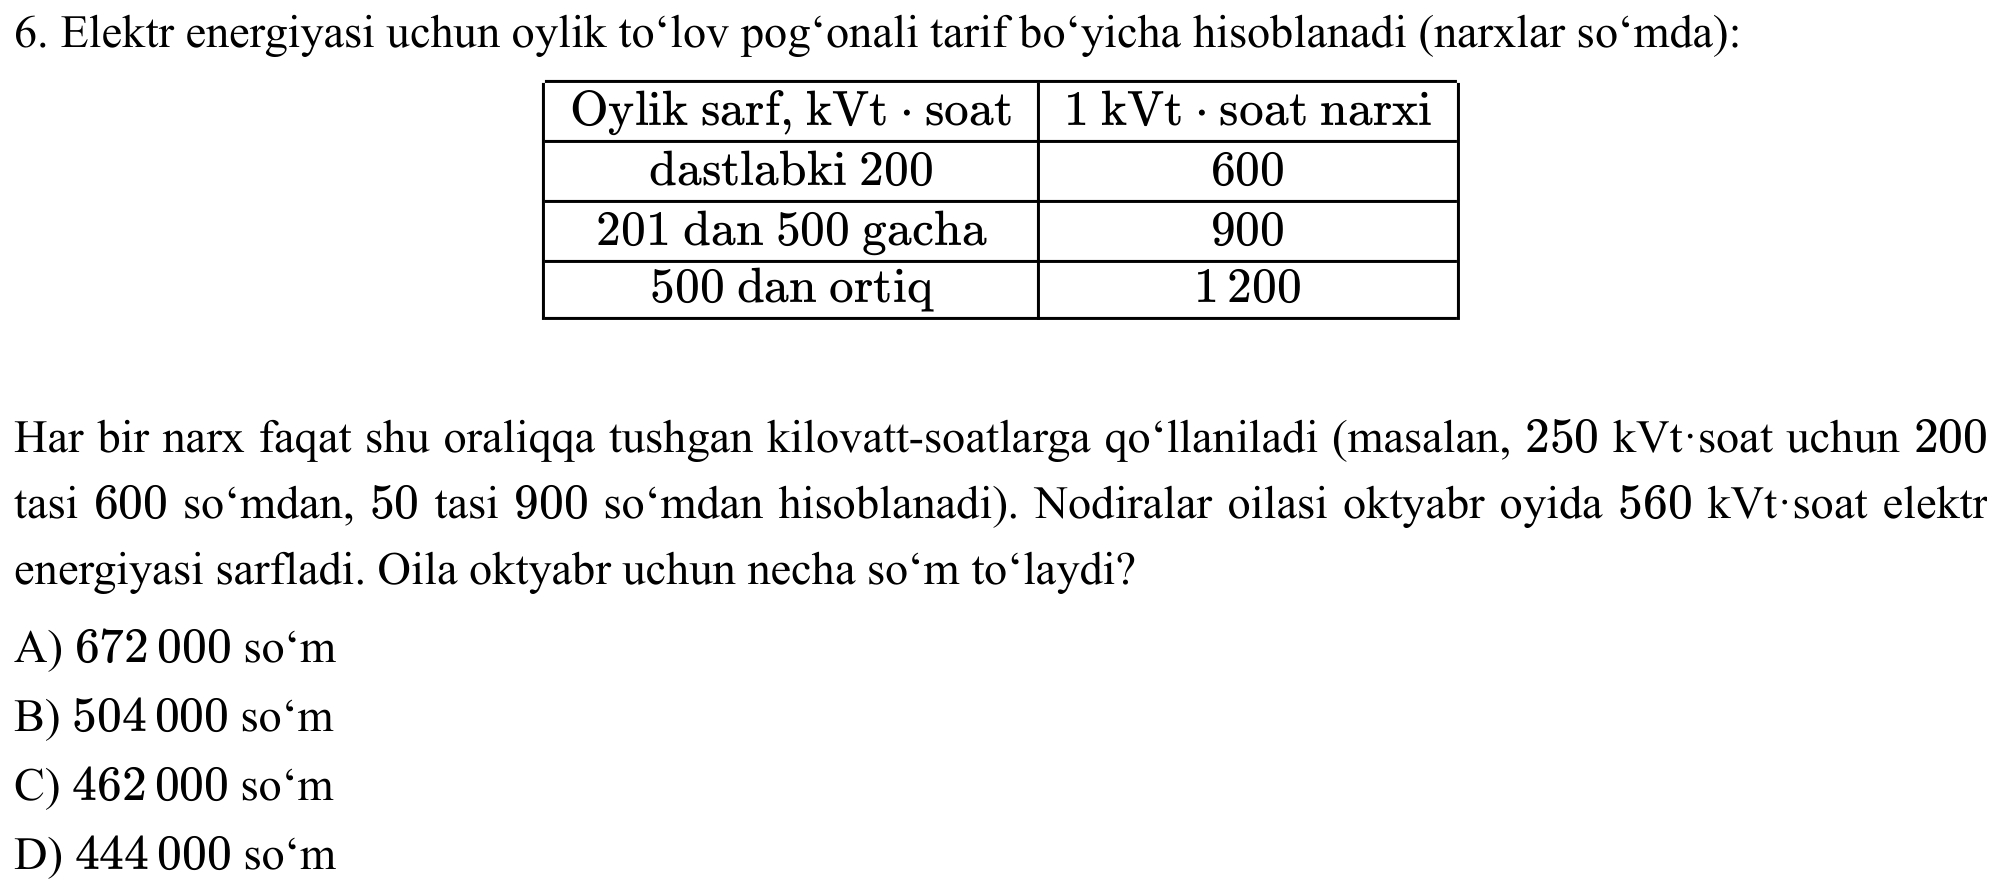 6. Elektr energiyasi uchun oylik to‘lov pog‘onali tarif bo‘yicha hisoblanadi (narxlar so‘mda):
Oylik sarf, kVt · soat 1 kVt · soat narxi
dastlabki 200 600
201 dan 500 gacha 900
500 dan ortiq 1 200
Har bir narx faqat shu oraliqqa tushgan kilovatt-soatlarga qo‘llaniladi (masalan, 250 kVt·soat uchun 200
tasi 600 so‘mdan, 50 tasi 900 so‘mdan hisoblanadi). Nodiralar oilasi oktyabr oyida 560 kVt·soat elektr
energiyasi sarfladi. Oila oktyabr uchun necha so‘m to‘laydi?
A) 672 000 so‘m
B) 504 000 so‘m
C) 462 000 so‘m
D) 444 000 so‘m